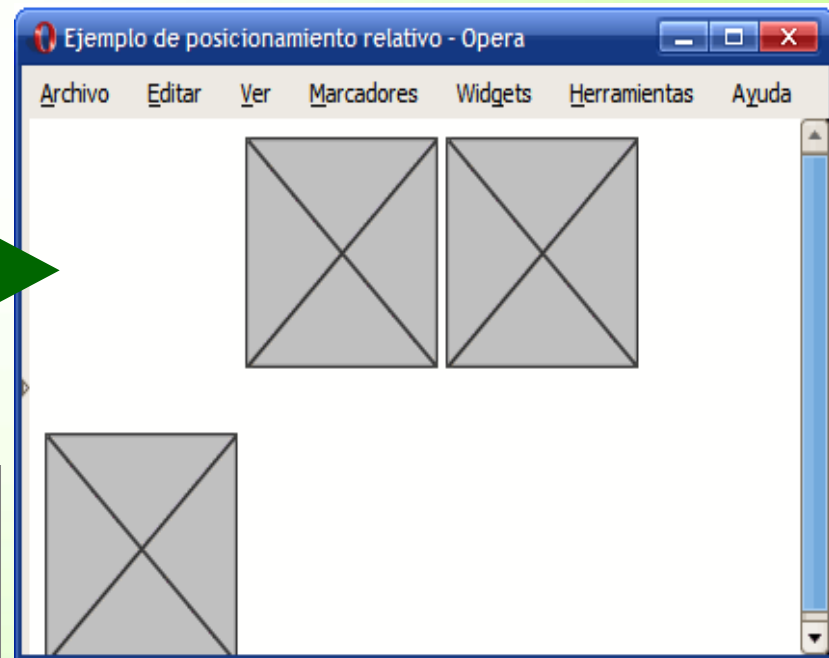 Ejemplo de posicionamiento relativo - Opera
Archivo Editar Ver Marcadores Widgets Herramientas Ayuda